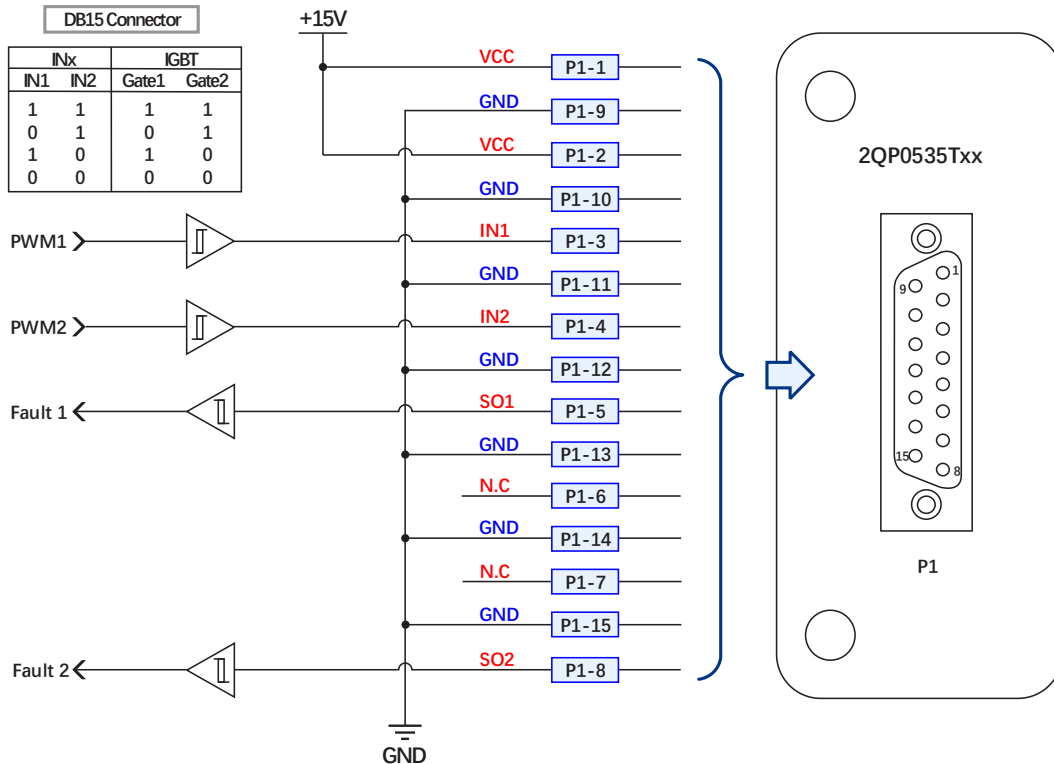 DB15 Connector
INx IGBT
IN1 IN2 Gate1 Gate2
1 1 1 1
0 1 0 1
1 0 1 0
0 0 0 0
+15V
VCC P1-1
GND P1-9
VCC P1-2
GND P1-10
PWM1 IN1 P1-3
GND P1-11
PWM2 IN2 P1-4
GND P1-12
Fault 1 SO1 P1-5
GND P1-13
N.C P1-6
GND P1-14
N.C P1-7
GND P1-15
Fault 2 SO2 P1-8
GND
2QP0535Txx
1
9
15
8
P1